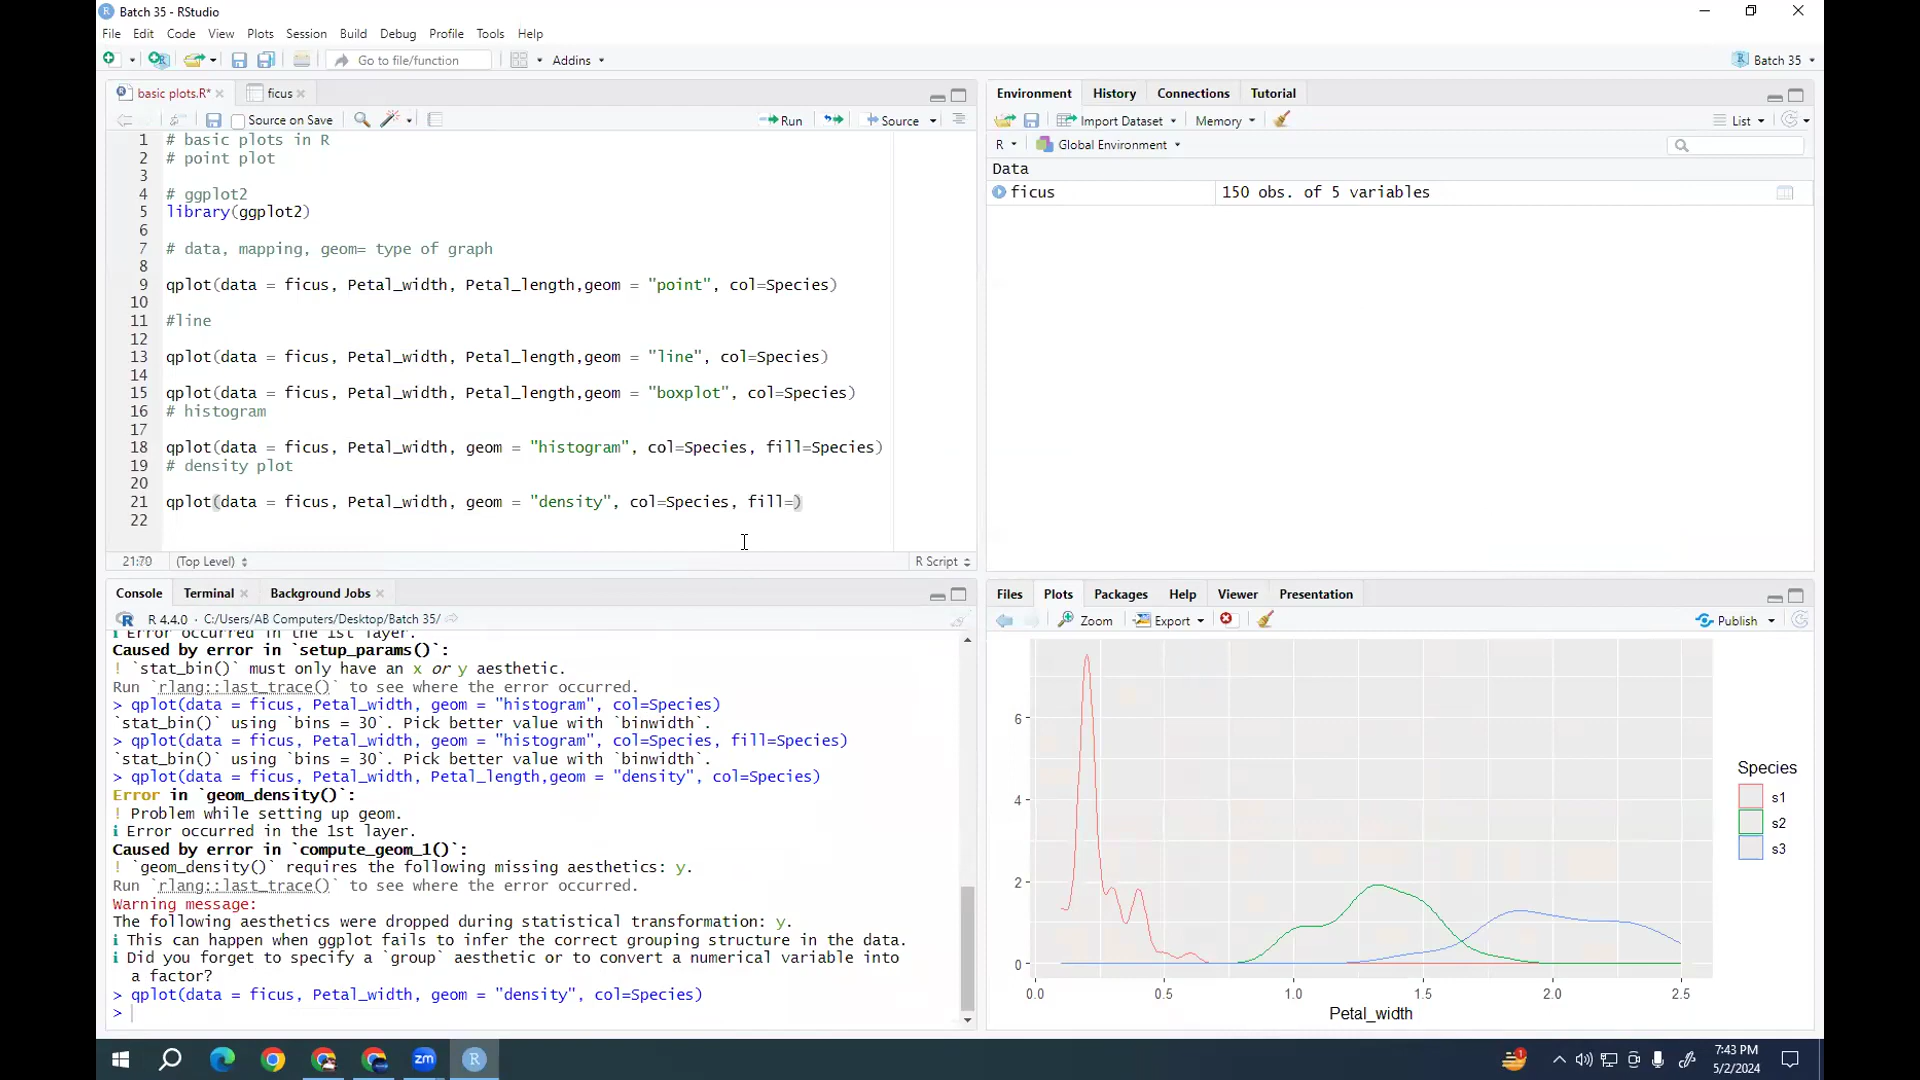 Batch 35 - RStudio
File Edit Code View Plots Session Build Debug Profile Tools Help
Go to file/function Addins Batch 35
basic plots.R* ficus
Source on Save Run Source
1 # basic plots in R
2 # point plot
3
4 # ggplot2
5 library(ggplot2)
6
7 # data, mapping, geom= type of graph
8
9 qplot(data = ficus, Petal_width, Petal_length,geom = "point", col=Species)
10
11 #line
12
13 qplot(data = ficus, Petal_width, Petal_length,geom = "line", col=Species)
14
15 qplot(data = ficus, Petal_width, Petal_length,geom = "boxplot", col=Species)
16 # histogram
17
18 qplot(data = ficus, Petal_width, geom = "histogram", col=Species, fill=Species)
19 # density plot
20
21 qplot(data = ficus, Petal_width, geom = "density", col=Species, fill=)
22
21:70 (Top Level) R Script
Environment History Connections Tutorial
Import Dataset Memory List
R Global Environment
Data
ficus 150 obs. of 5 variables
Console Terminal Background Jobs
R 4.4.0 · C:/Users/AB Computers/Desktop/Batch 35/
i Error occurred in the 1st layer.
Caused by error in `setup_params()`:
! `stat_bin()` must only have an x or y aesthetic.
Run `rlang::last_trace()` to see where the error occurred.
> qplot(data = ficus, Petal_width, geom = "histogram", col=Species)
`stat_bin()` using `bins = 30`. Pick better value with `binwidth`.
> qplot(data = ficus, Petal_width, geom = "histogram", col=Species, fill=Species)
`stat_bin()` using `bins = 30`. Pick better value with `binwidth`.
> qplot(data = ficus, Petal_width, Petal_length,geom = "density", col=Species)
Error in `geom_density()`:
! Problem while setting up geom.
i Error occurred in the 1st layer.
Caused by error in `compute_geom_1()`:
! `geom_density()` requires the following missing aesthetics: y.
Run `rlang::last_trace()` to see where the error occurred.
Warning message:
The following aesthetics were dropped during statistical transformation: y.
i This can happen when ggplot fails to infer the correct grouping structure in the data.
i Did you forget to specify a `group` aesthetic or to convert a numerical variable into
a factor?
> qplot(data = ficus, Petal_width, geom = "density", col=Species)
>
Files Plots Packages Help Viewer Presentation
Zoom Export Publish
6
4
2
0
0.0 0.5 1.0 1.5 2.0 2.5
Petal_width
Species
s1
s2
s3
zm R 1
7:43 PM
5/2/2024